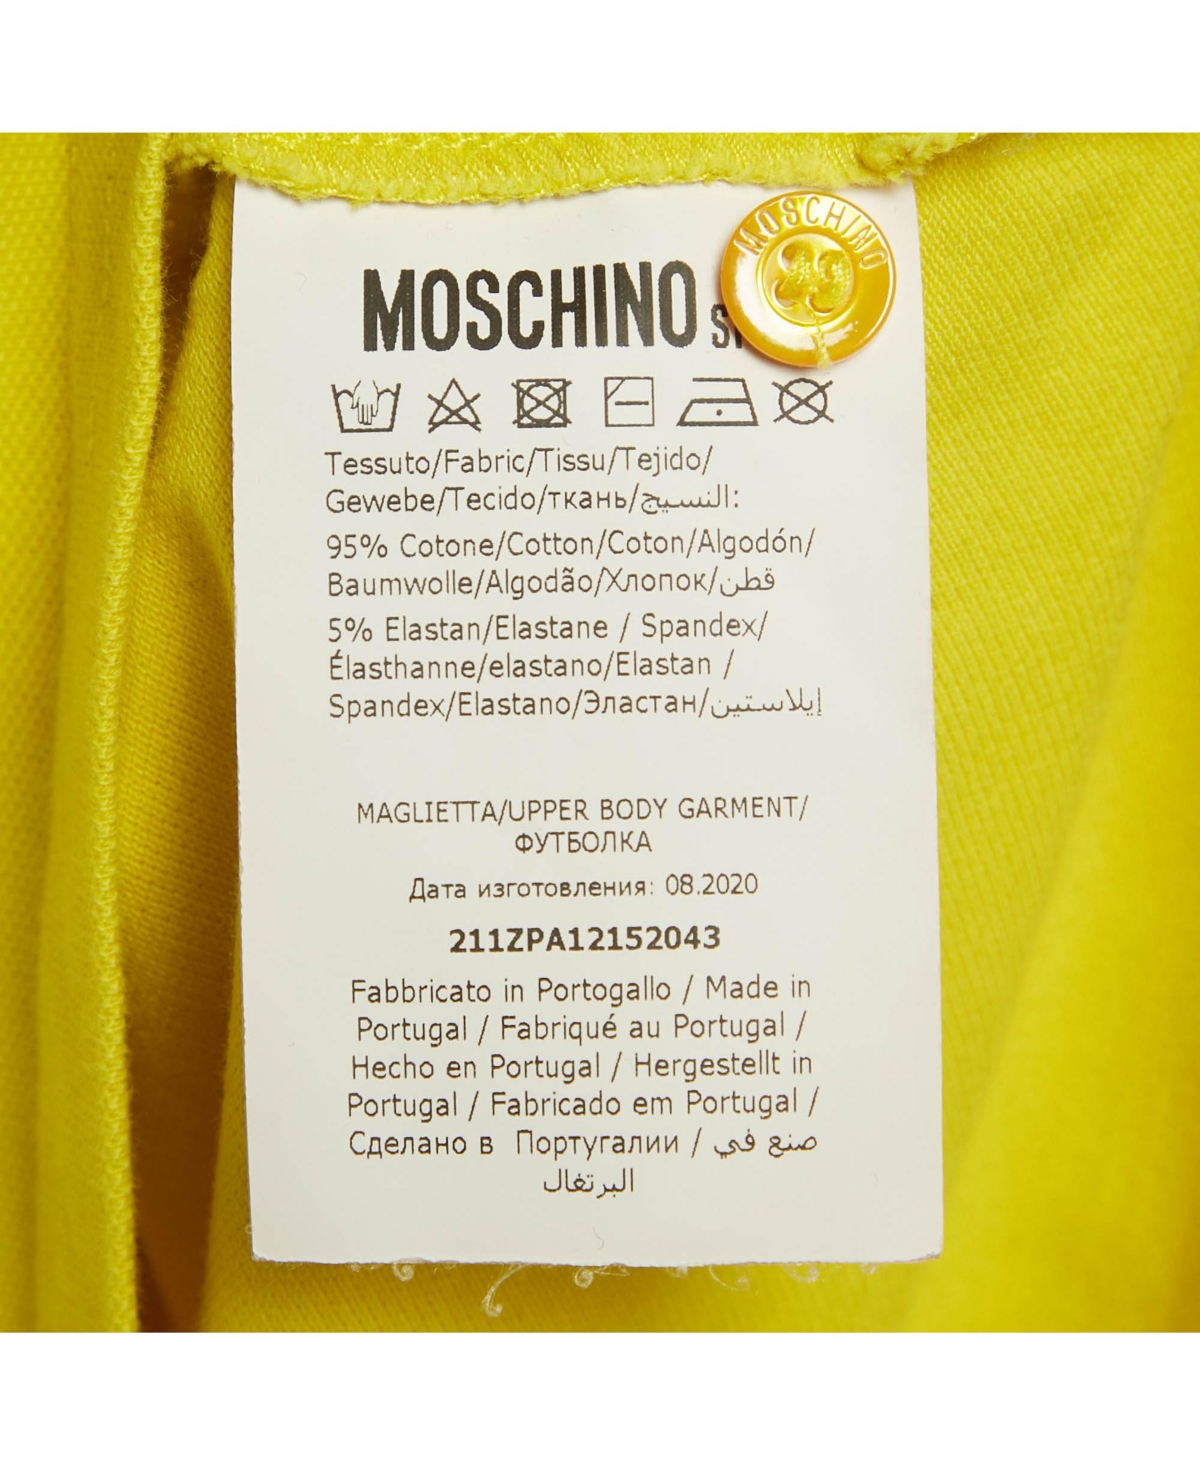 MOSCHINO
MOSCHINO
Tessuto/Fabric/Tissu/Tejido/
Gewebe/Tecido/ткань/النسيج:
95% Cotone/Cotton/Coton/Algodón/
Baumwolle/Algodão/Хлопок/قطن
5% Elastan/Elastane / Spandex/
Élasthanne/elastano/Elastan /
Spandex/Elastano/Эластан/إيلاستين
MAGLIETTA/UPPER BODY GARMENT/
ФУТБОЛКА
Дата изготовления: 08.2020
211ZPA12152043
Fabbricato in Portogallo / Made in
Portugal / Fabriqué au Portugal /
Hecho en Portugal / Hergestellt in
Portugal / Fabricado em Portugal /
Сделано в Португалии / صنع في
البرتغال